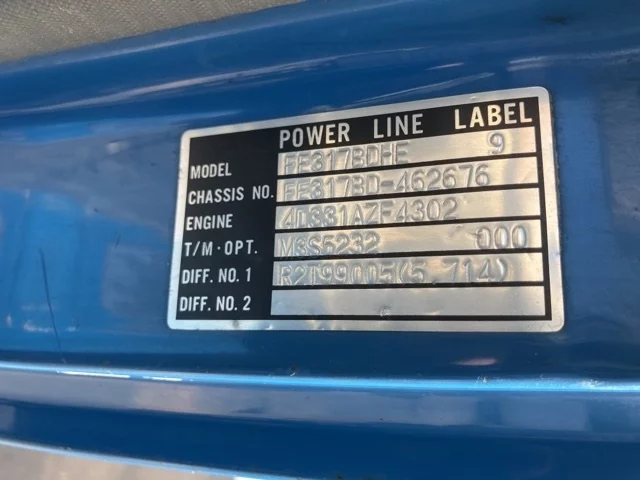 POWER LINE LABEL
MODEL FE317BDHE 9
CHASSIS NO. FE317BD-462676
ENGINE 4D331AZF4302
T/M·OPT. M3S5232 000
DIFF. NO. 1 R2T99005(5.714)
DIFF. NO. 2